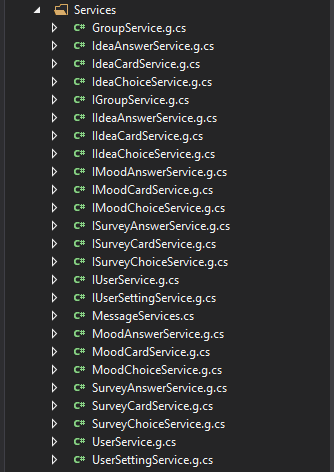 Services
C# GroupService.g.cs
C# IdeaAnswerService.g.cs
C# IdeaCardService.g.cs
C# IdeaChoiceService.g.cs
C# IGroupService.g.cs
C# IIdeaAnswerService.g.cs
C# IIdeaCardService.g.cs
C# IIdeaChoiceService.g.cs
C# IMoodAnswerService.g.cs
C# IMoodCardService.g.cs
C# IMoodChoiceService.g.cs
C# ISurveyAnswerService.g.cs
C# ISurveyCardService.g.cs
C# ISurveyChoiceService.g.cs
C# IUserService.g.cs
C# IUserSettingService.g.cs
C# MessageServices.cs
C# MoodAnswerService.g.cs
C# MoodCardService.g.cs
C# MoodChoiceService.g.cs
C# SurveyAnswerService.g.cs
C# SurveyCardService.g.cs
C# SurveyChoiceService.g.cs
C# UserService.g.cs
C# UserSettingService.g.cs